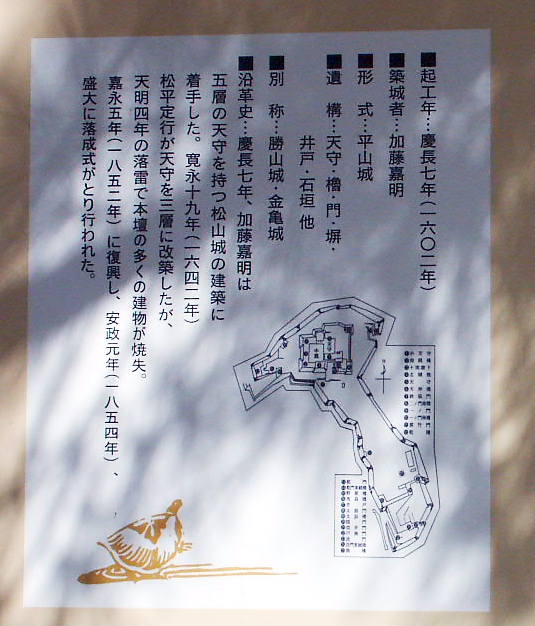 ■起工年…慶長七年(一六〇二年)
■築城者…加藤嘉明
■形 式…平山城
■遺 構…天守・櫓・門・塀・
井戸・石垣 他
■別 称…勝山城・金亀城
■沿革史…慶長七年、加藤嘉明は
五層の天守を持つ松山城の建築に
着手した。寛永十九年(一六四二年)
松平定行が天守を三層に改築したが、
天明四年の落雷で本壇の多くの建物が焼失。
嘉永五年(一八五二年)に復興し、安政元年(一八五四年)、
盛大に落成式がとり行われた。